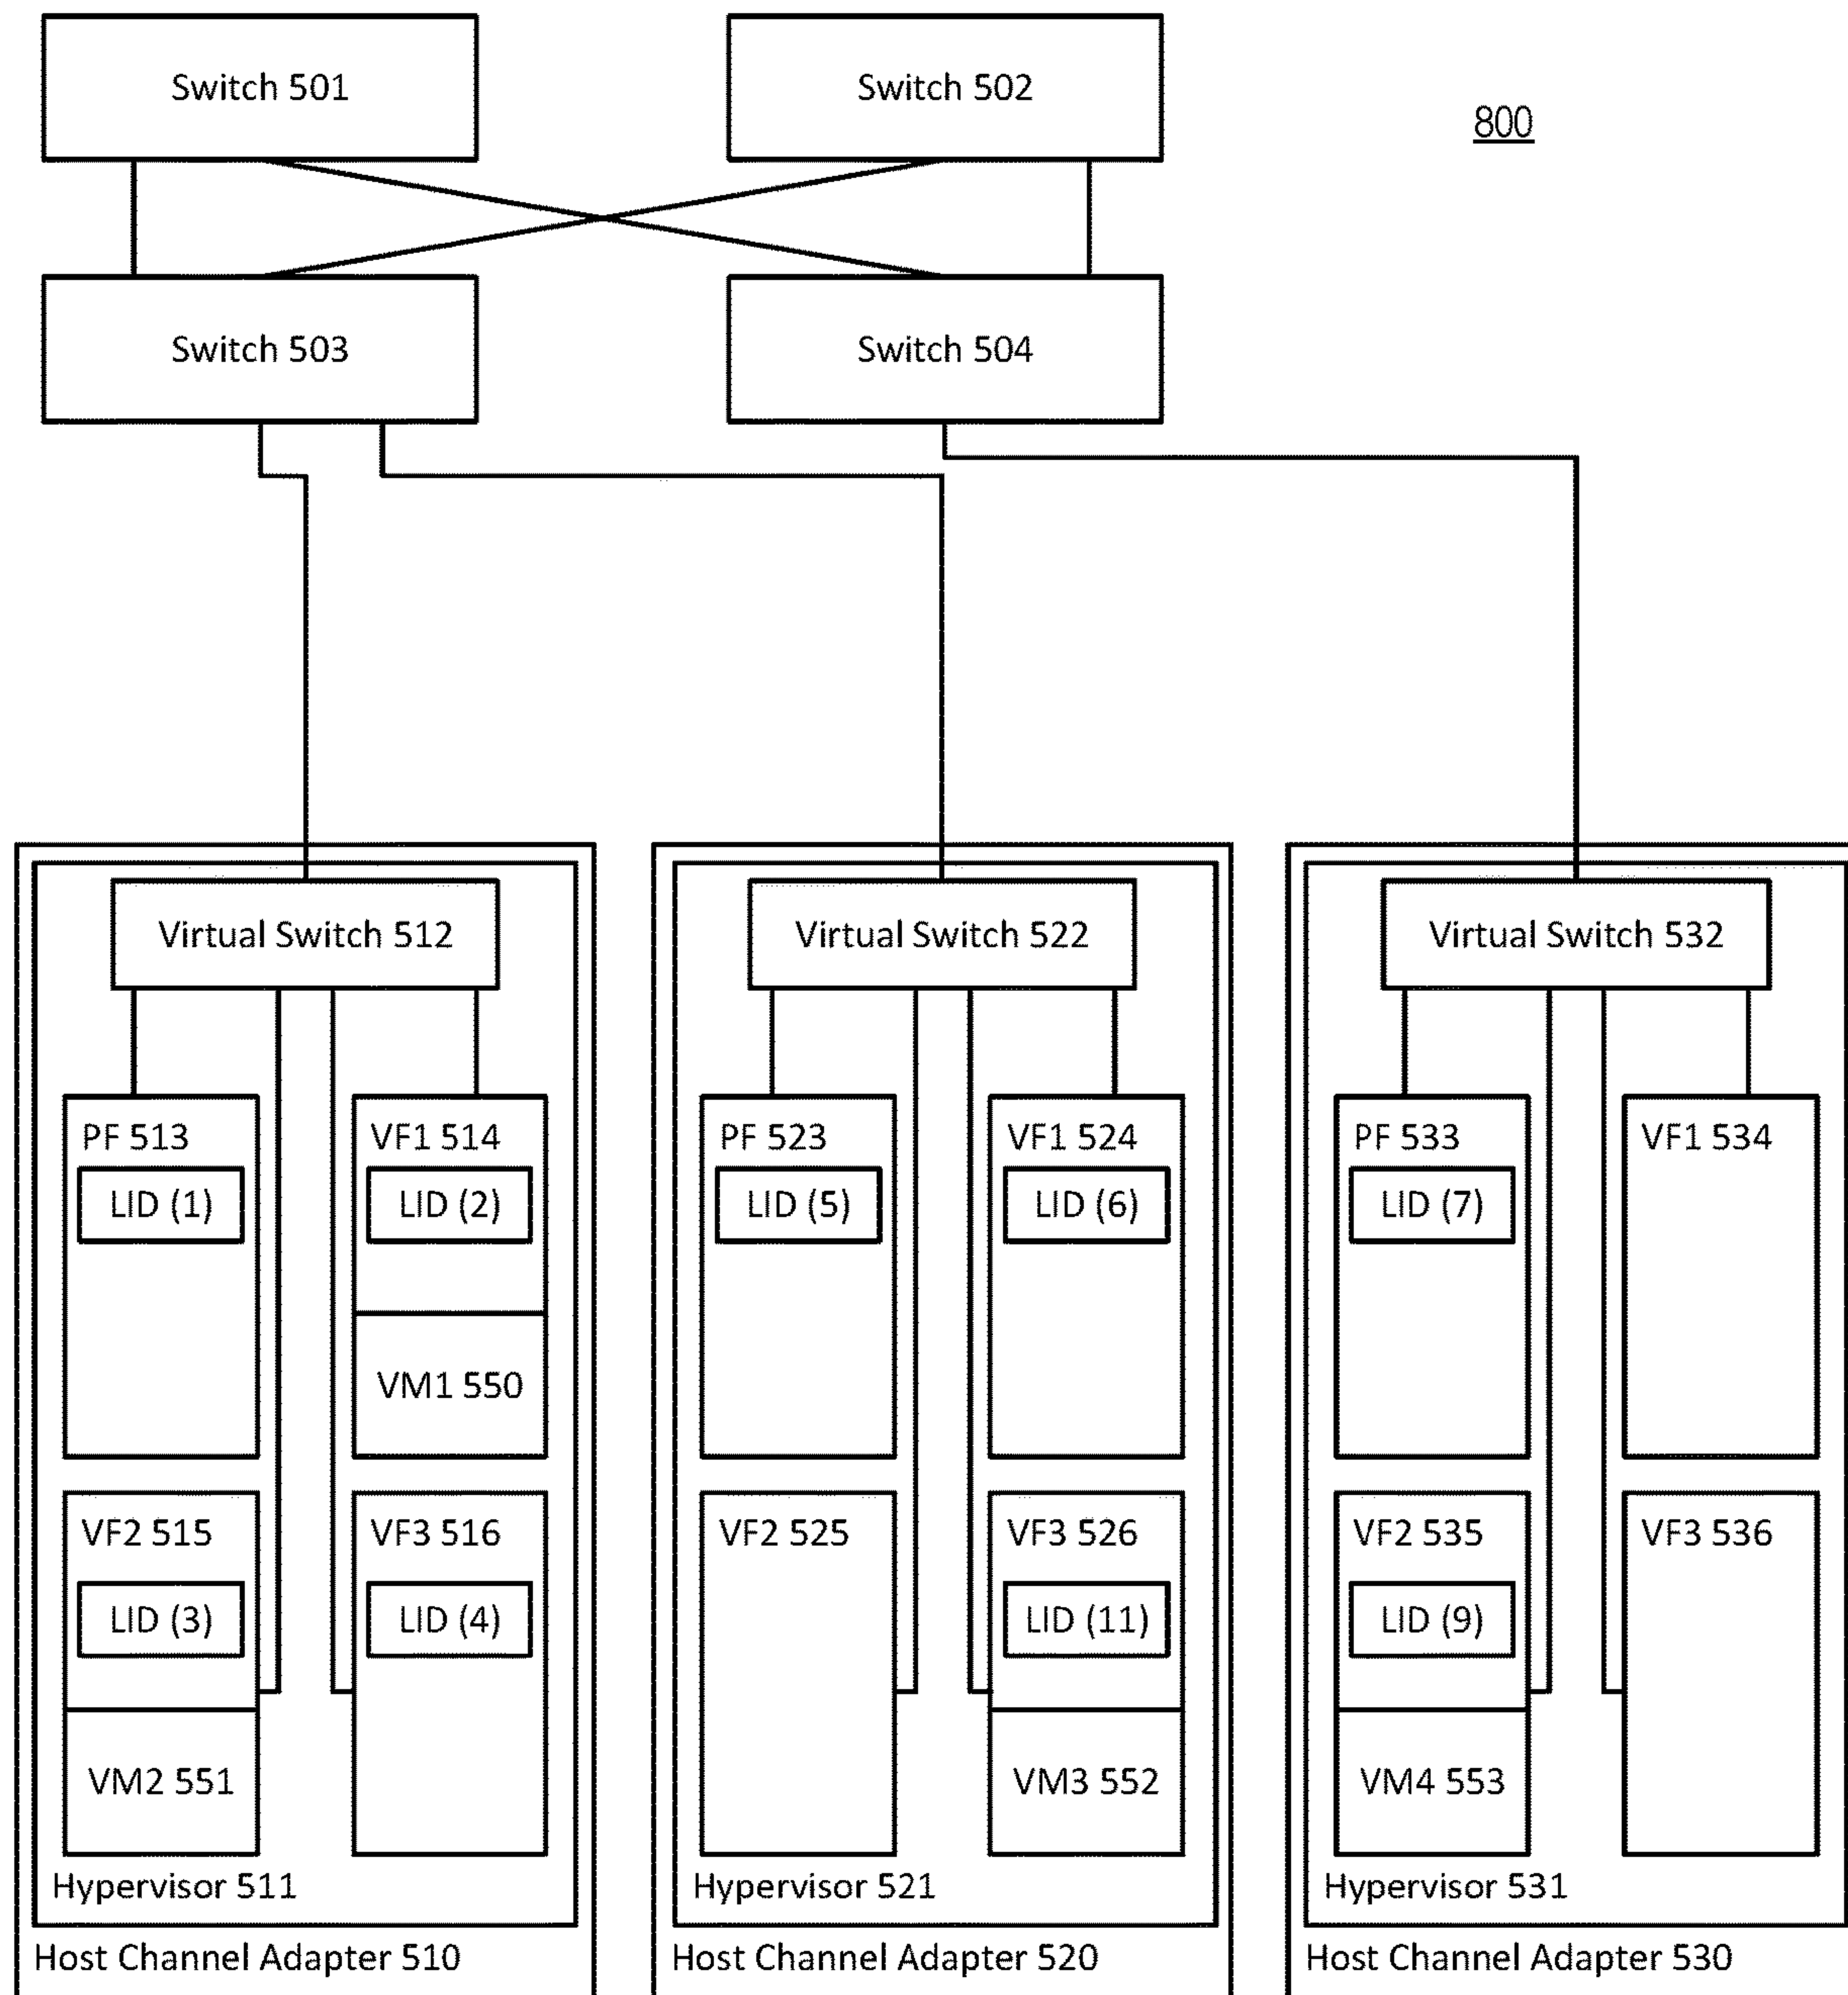 Switch 501
Switch 502
800
Switch 503
Switch 504
Virtual Switch 512
Virtual Switch 522
Virtual Switch 532
PF 513
LID (1)
VF1 514
LID (2)
VM1 550
PF 523
LID (5)
VF1 524
LID (6)
PF 533
LID (7)
VF1 534
VF2 515
LID (3)
VM2 551
VF3 516
LID (4)
VF2 525
VF3 526
LID (11)
VM3 552
VF2 535
LID (9)
VM4 553
VF3 536
Hypervisor 511
Hypervisor 521
Hypervisor 531
Host Channel Adapter 510
Host Channel Adapter 520
Host Channel Adapter 530